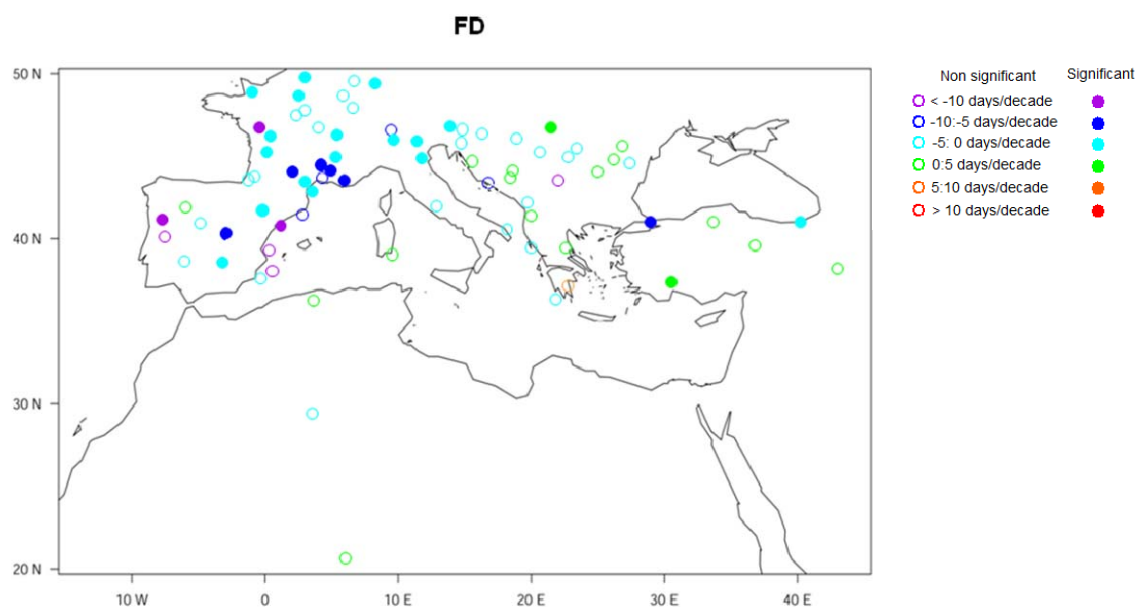 FD
50 N
40 N
30 N
20 N
10 W
0
10 E
20 E
30 E
40 E
Non significant Significant
< -10 days/decade
-10:-5 days/decade
-5: 0 days/decade
0:5 days/decade
5:10 days/decade
> 10 days/decade